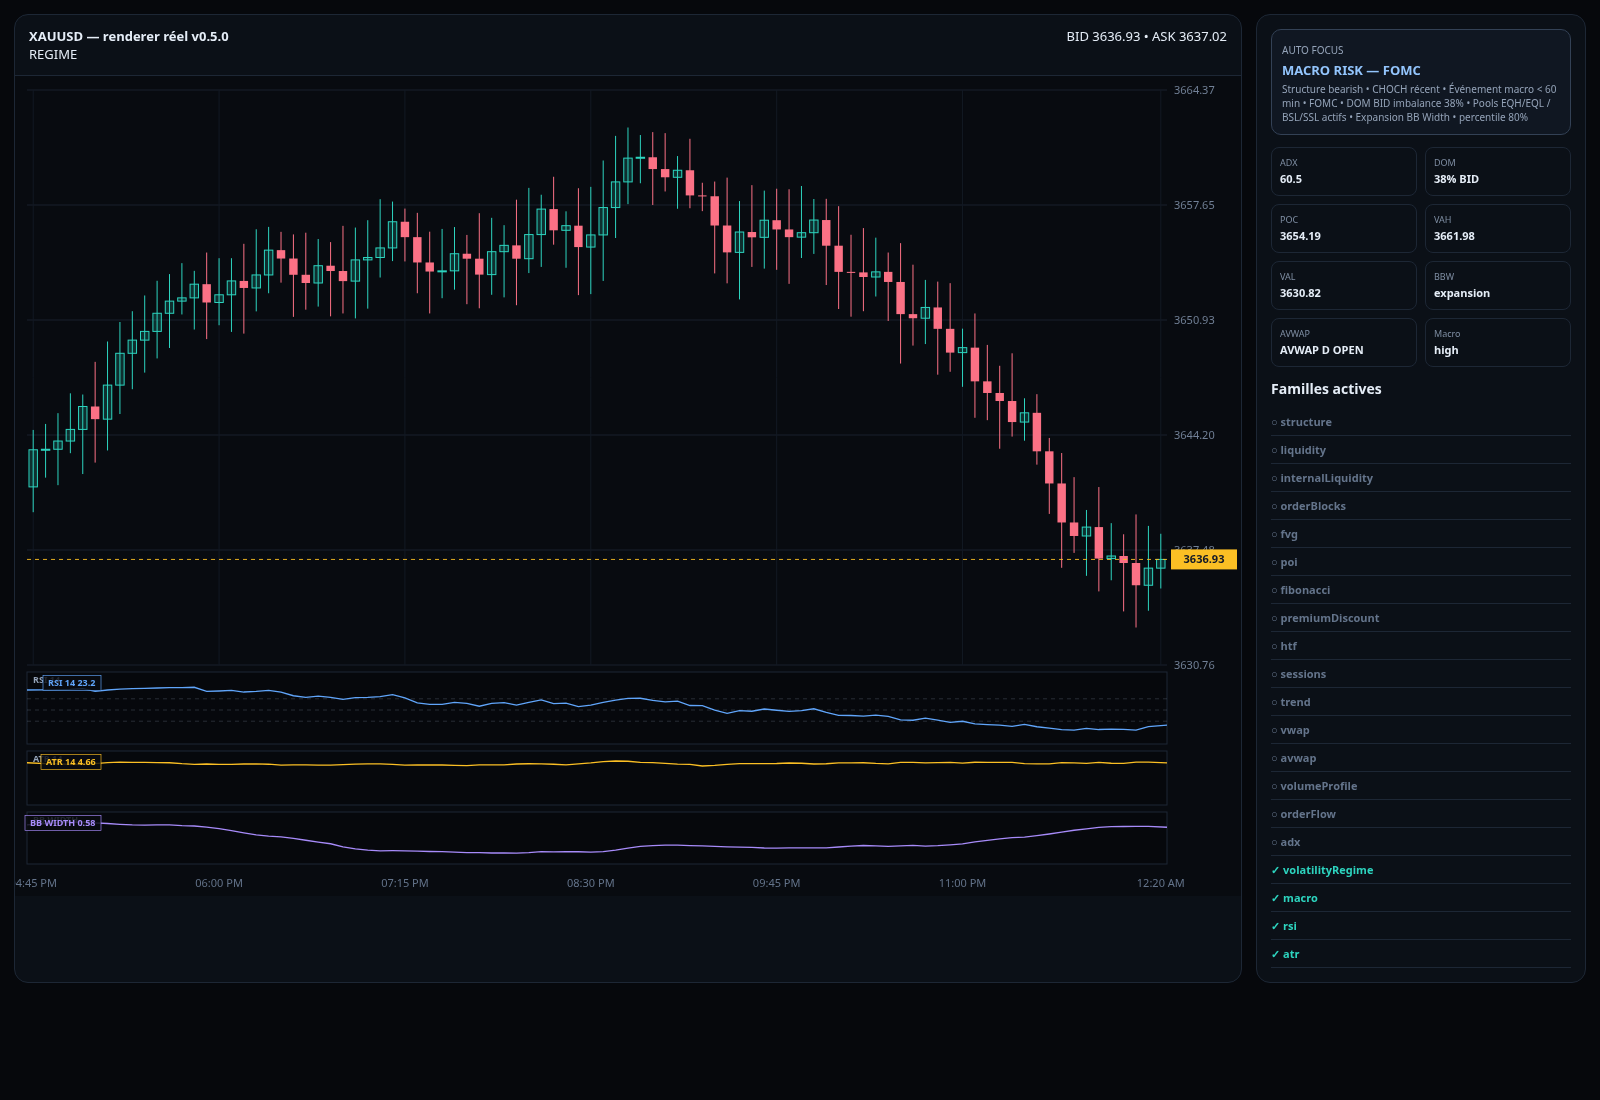 XAUUSD — renderer réel v0.5.0
REGIME
BID 3636.93 • ASK 3637.02
3664.37
3657.65
3650.93
3644.20
3636.93
3630.76
RSI 14 23.2
ATR 14 4.66
BB WIDTH 0.58
4:45 PM
06:00 PM
07:15 PM
08:30 PM
09:45 PM
11:00 PM
12:20 AM
AUTO FOCUS
MACRO RISK — FOMC
Structure bearish • CHOCH récent • Événement macro < 60
min • FOMC • DOM BID imbalance 38% • Pools EQH/EQL /
BSL/SSL actifs • Expansion BB Width • percentile 80%
ADX
60.5
DOM
38% BID
POC
3654.19
VAH
3661.98
VAL
3630.82
BBW
expansion
AVWAP
AVWAP D OPEN
Macro
high
Familles actives
○ structure
○ liquidity
○ internalLiquidity
○ orderBlocks
○ fvg
○ poi
○ fibonacci
○ premiumDiscount
○ htf
○ sessions
○ trend
○ vwap
○ avwap
○ volumeProfile
○ orderFlow
○ adx
✓ volatilityRegime
✓ macro
✓ rsi
✓ atr